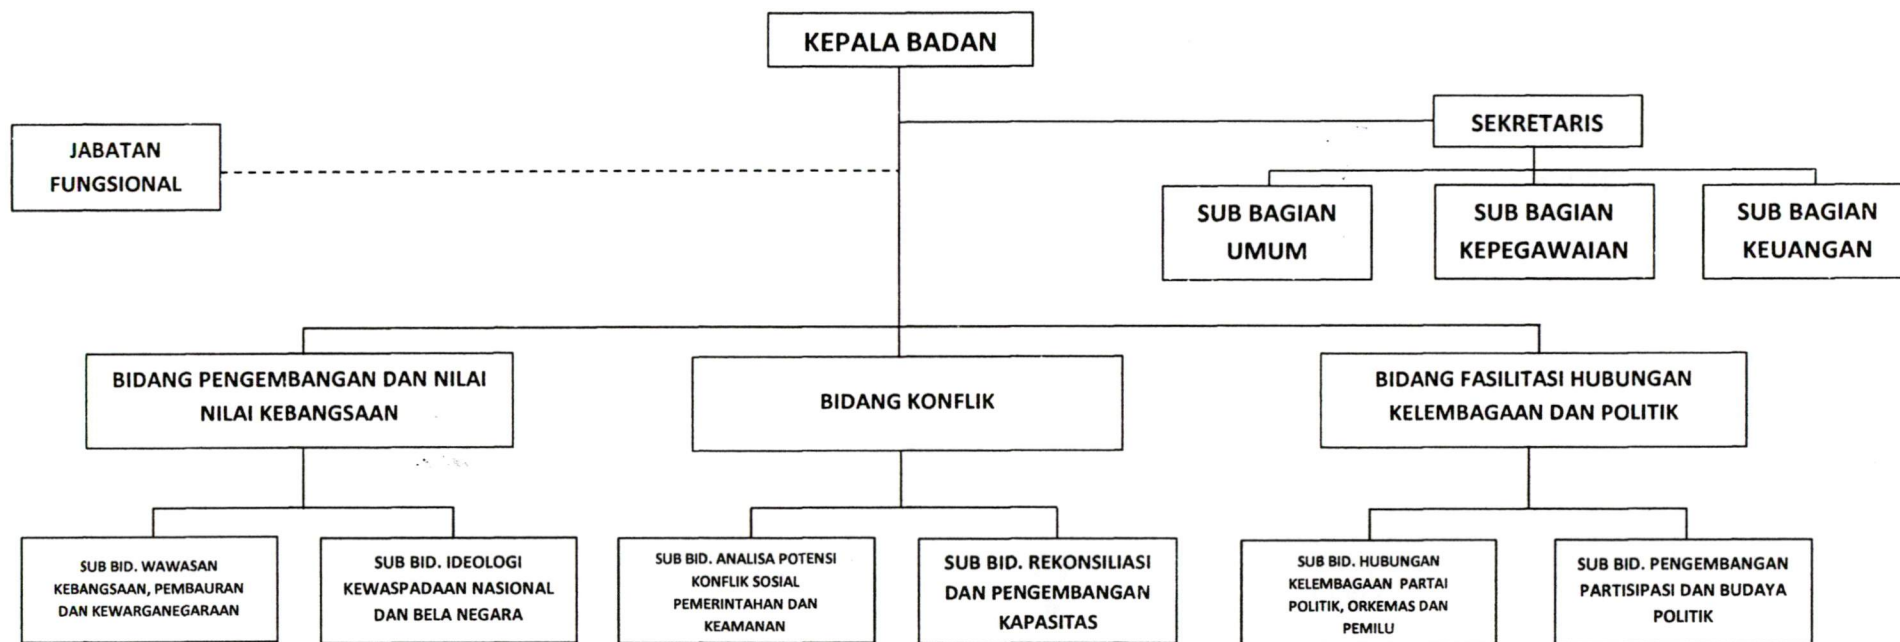 KEPALA BADAN
SEKRETARIS
JABATAN
FUNGSIONAL
SUB BAGIAN
UMUM
SUB BAGIAN
KEPEGAWAIAN
SUB BAGIAN
KEUANGAN
BIDANG PENGEMBANGAN DAN NILAI
NILAI KEBANGSAAN
BIDANG KONFLIK
BIDANG FASILITASI HUBUNGAN
KELEMBAGAAN DAN POLITIK
SUB BID. WAWASAN
KEBANGSAAN, PEMBAURAN
DAN KEWARGANEGARAAN
SUB BID. IDEOLOGI
KEWASPADAAN NASIONAL
DAN BELA NEGARA
SUB BID. ANALISA POTENSI
KONFLIK SOSIAL
PEMERINTAHAN DAN
KEAMANAN
SUB BID. REKONSILIASI
DAN PENGEMBANGAN
KAPASITAS
SUB BID. HUBUNGAN
KELEMBAGAAN PARTAI
POLITIK, ORKEMAS DAN
PEMILU
SUB BID. PENGEMBANGAN
PARTISIPASI DAN BUDAYA
POLITIK